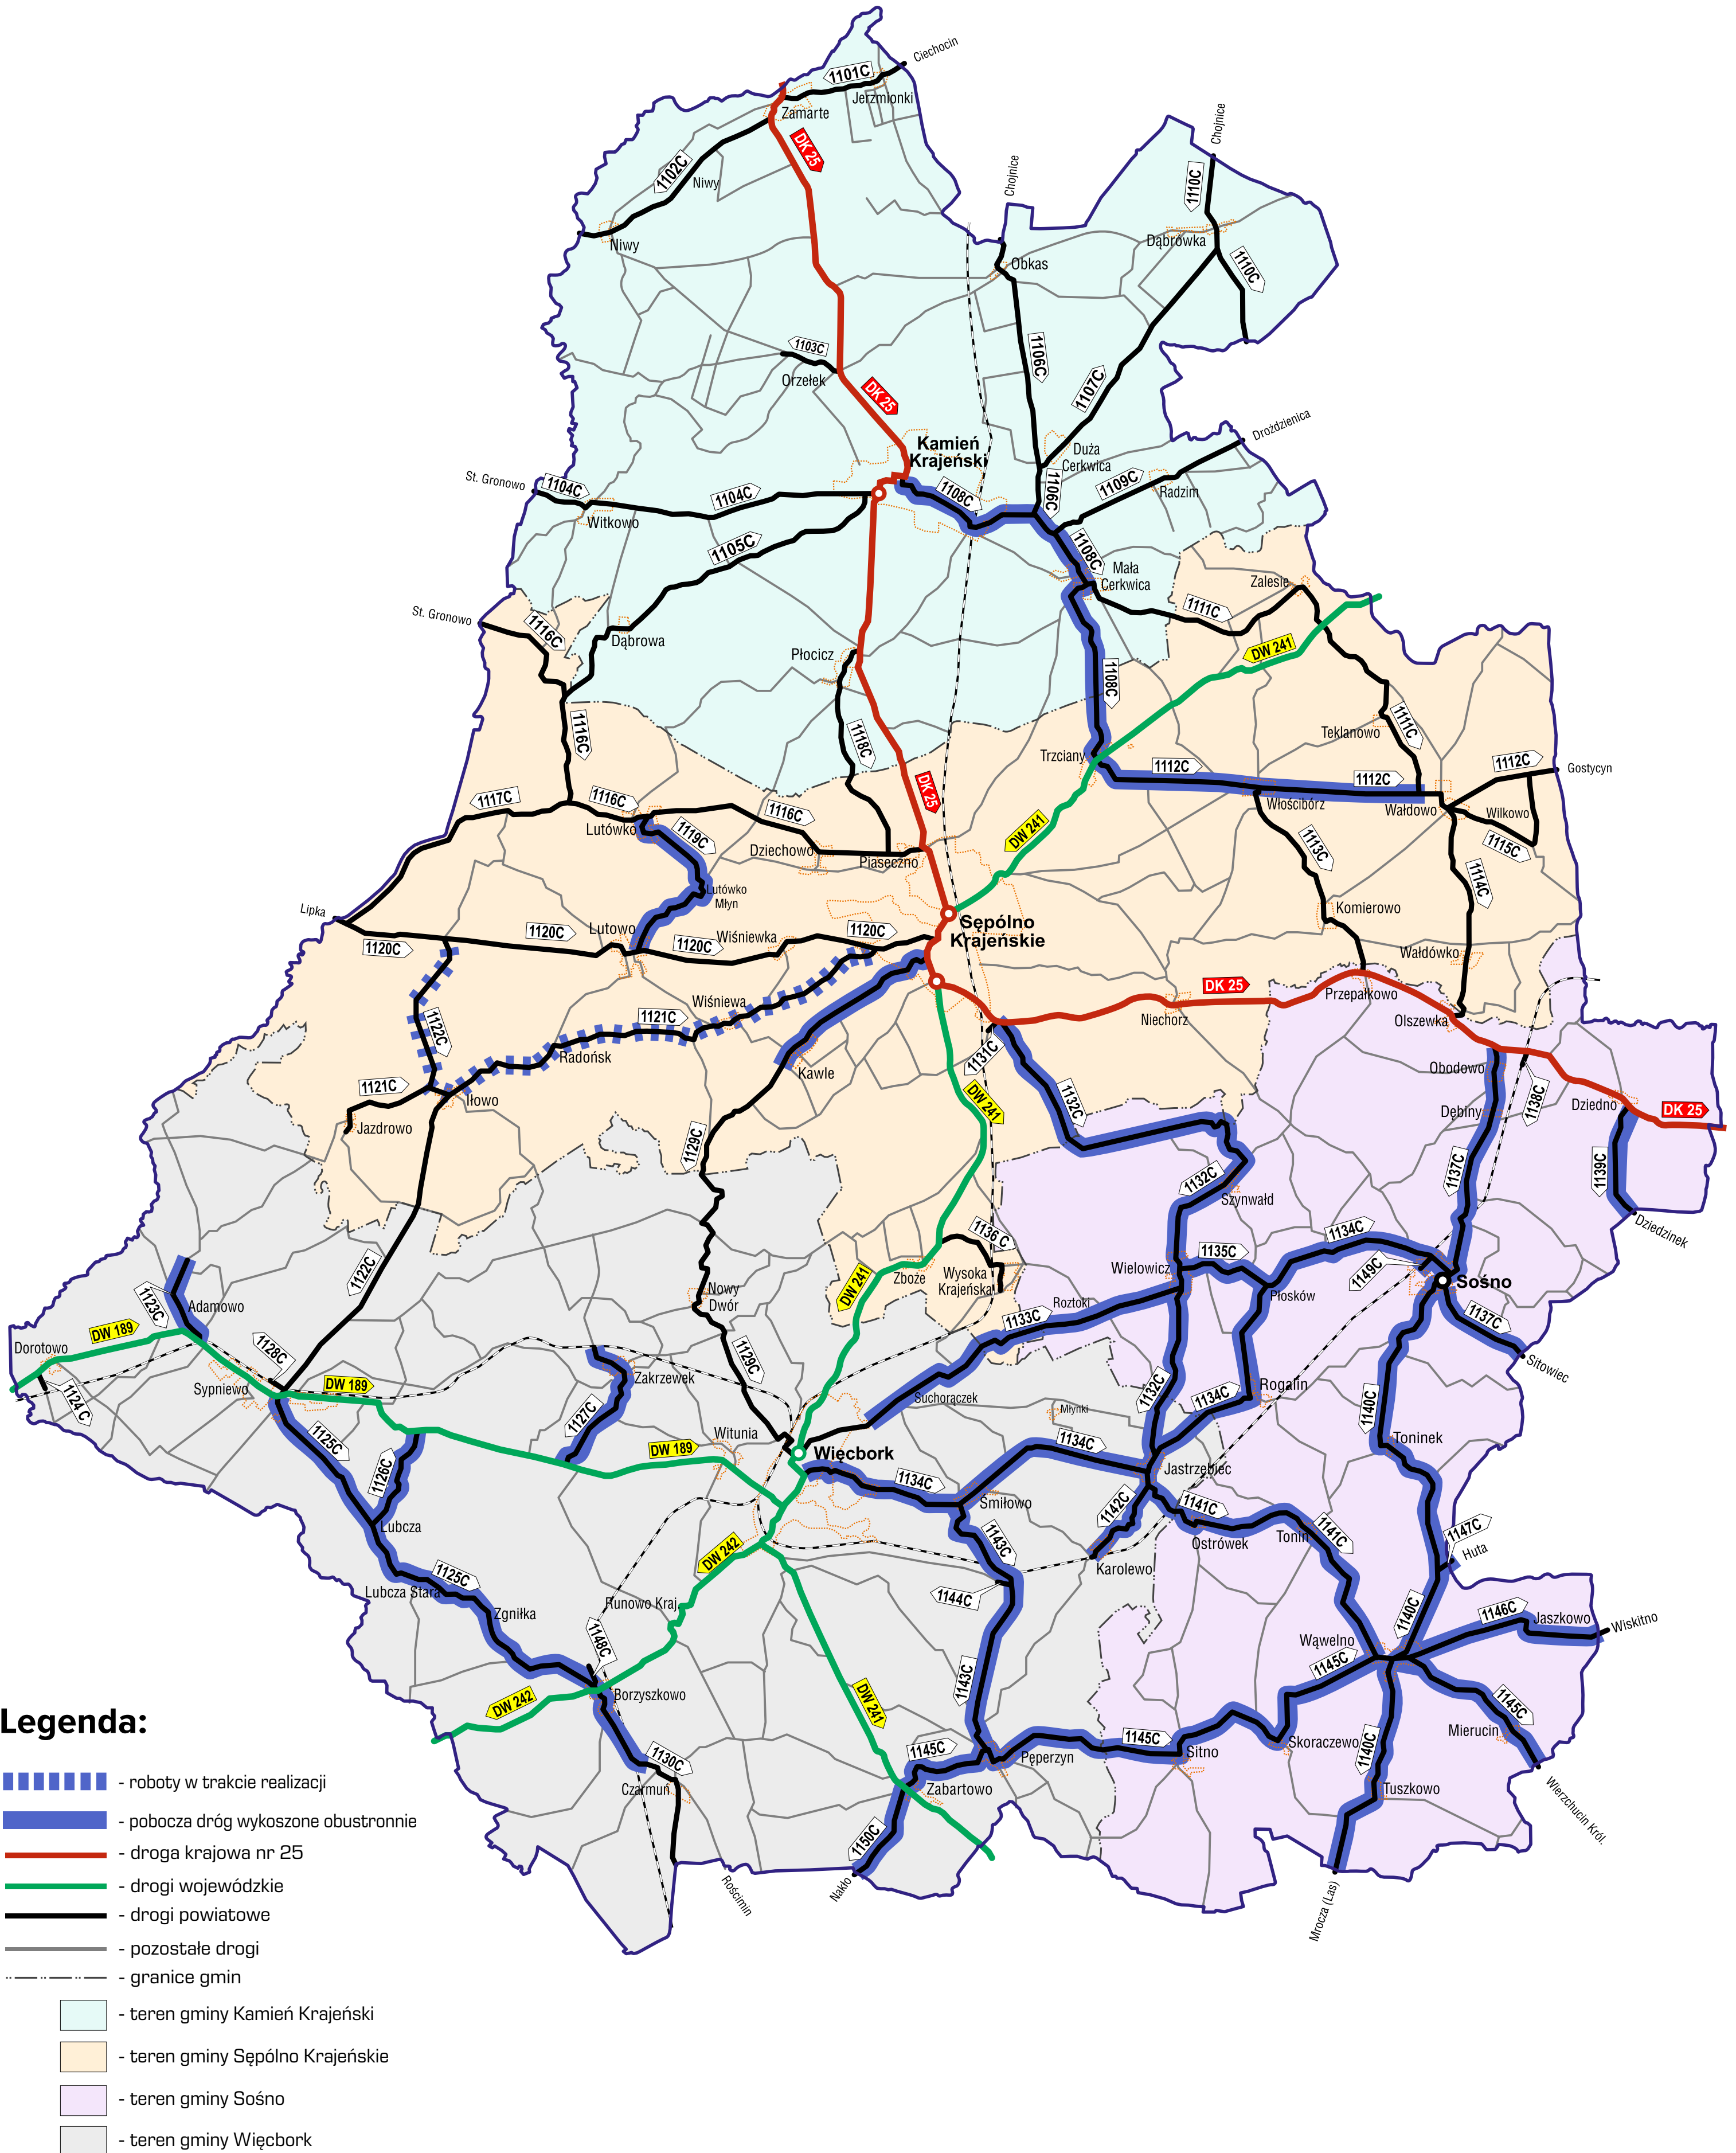 Ciechocin
1101C
Jerzmionki
Zamarte
DK 25
1102C
Niwy
Niwy
Chojnice
Chojnice
1110C
Dąbrówka
1110C
Obkas
1103C
Orzełek
1106C
1107C
DK 25
Kamień
Krajeński
Duża
Cerkwica
Drożdzienica
St. Gronowo
1104C
1104C
1108C
1106C
1109C
Radzim
Witkowo
1105C
1108C
Mała
Cerkwica
Zalesie
St. Gronowo
1116C
Dąbrowa
1111C
Płocicz
DW 241
1108C
1116C
1118C
Teklanowo
1111C
Trzciany
1112C
1112C
1112C
Gostycyn
DK 25
1117C
1116C
1116C
Włościbórz
Wałdowo
Wilkowo
Lutówko
1119C
DW 241
1113C
1115C
Dziechowo
Piaseczno
1114C
Lutówko
Młyn
Lipka
Komierowo
Sepólno
Krajeńskie
1120C
1120C
Lutowo
1120C
Wiśniewka
1120C
Wałdówko
DK 25
Przepałkowo
Wiśniewa
1121C
Niechorz
Olszewka
1122C
Radońsk
1131C
Kawle
Obodowo
1121C
Iłowo
DW 241
1132C
Dębiny
1138C
Dziedno
DK 25
Jazdrowo
1129C
1132C
1137C
1139C
Szynwałd
Dziedzinek
1136 C
1134C
1122C
Zboże
Wysoka
Krajeńska
Wielowicz
1135C
1149C
Sośno
1123C
Adamowo
DW 241
Nowy
Dwór
Roztoki
1133C
Płosków
1137C
DW 189
Dorotowo
1128C
1129C
Sitowiec
Sypniewo
DW 189
Zakrzewek
1124 C
Suchorączek
1132C
1134C
Rogalin
1127C
Młynki
1140C
1125C
Witunia
DW 189
Więcbork
1134C
Toninek
1126C
1134C
Jastrzębiec
Smiłowo
1142C
1141C
Lubcza
1143C
Ostrówek
Tonin
1141C
1147C
Huta
DW 242
Karolewo
1125C
Lubcza Stara
1144C
Zgniłka
Runowo Kraj.
1140C
1146C
Jaszkowo
Wiskitno
1148C
Wąwelno
1145C
1143C
Borzyszkowo
DW 242
DW 241
1145C
Mierucin
1130C
1145C
Pęperzyn
1145C
Sitno
Skoraczewo
1140C
Czarmuń
Zabartowo
Tuszkowo
Wierzchucin Król.
1150C
Rościmin
Nakło
Mrocza (Las)
Legenda:
- roboty w trakcie realizacji
- pobocza dróg wykoszone obustronnie
- droga krajowa nr 25
- drogi wojewódzkie
- drogi powiatowe
- pozostałe drogi
- granice gmin
- teren gminy Kamień Krajeński
- teren gminy Sępólno Krajeńskie
- teren gminy Sośno
- teren gminy Więcbork